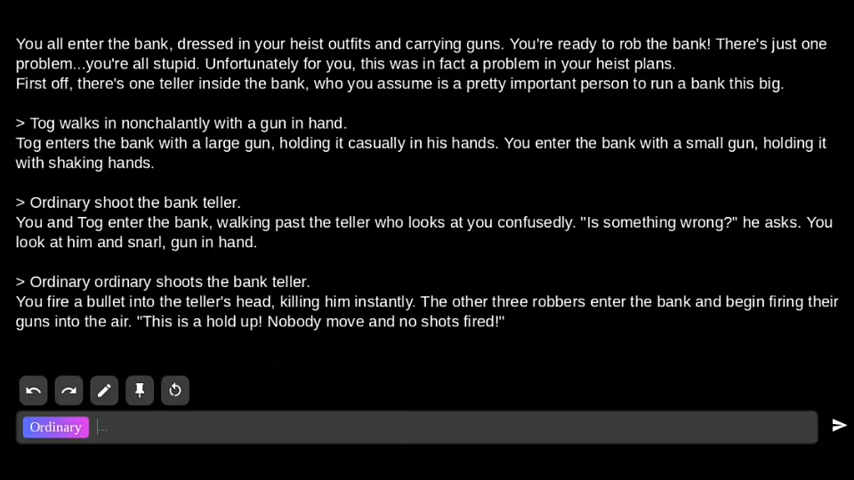 You all enter the bank, dressed in your heist outfits and carrying guns. You're ready to rob the bank! There's just one
problem...you're all stupid. Unfortunately for you, this was in fact a problem in your heist plans.
First off, there's one teller inside the bank, who you assume is a pretty important person to run a bank this big.
> Tog walks in nonchalantly with a gun in hand.
Tog enters the bank with a large gun, holding it casually in his hands. You enter the bank with a small gun, holding it
with shaking hands.
> Ordinary shoot the bank teller.
You and Tog enter the bank, walking past the teller who looks at you confusedly. "Is something wrong?" he asks. You
look at him and snarl, gun in hand.
> Ordinary ordinary shoots the bank teller.
You fire a bullet into the teller's head, killing him instantly. The other three robbers enter the bank and begin firing their
guns into the air. "This is a hold up! Nobody move and no shots fired!"
Ordinary ...